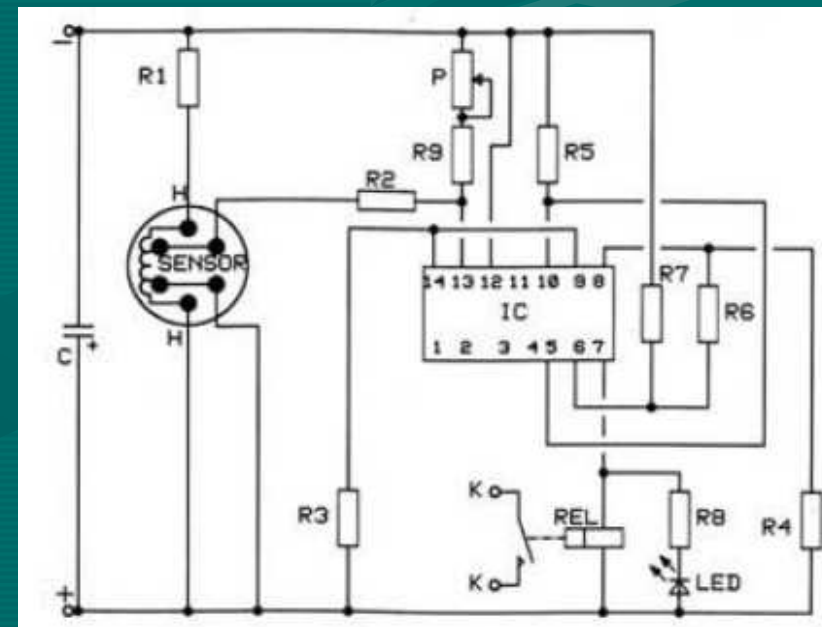 −
R1
P
R9
R5
R2
H
SENSOR
H
14 13 12 11 10 9 8
IC
1 2 3 4 5 6 7
R7
R6
C
+
R3
K
REL
R8
R4
K
LED
+